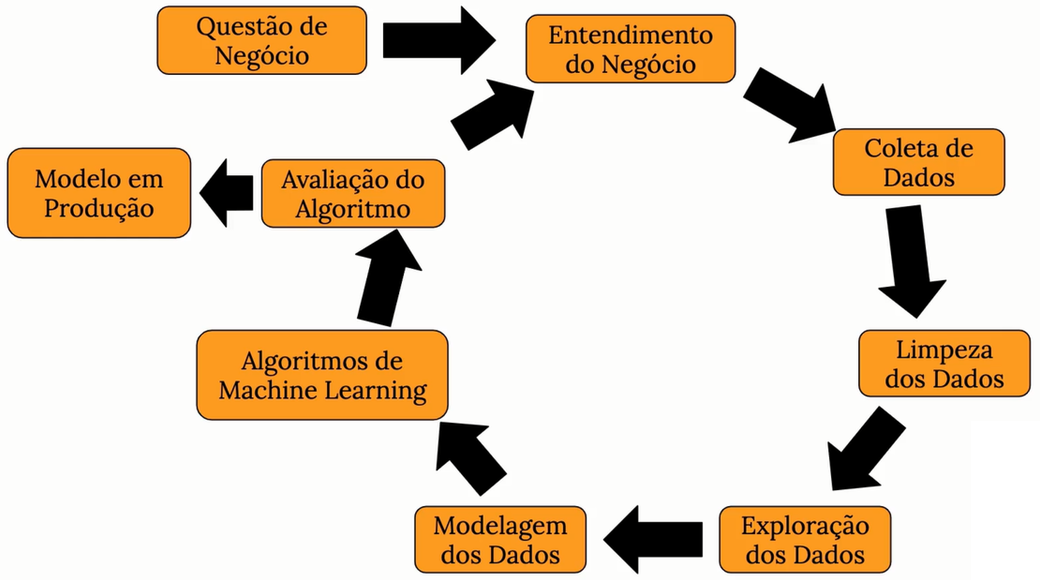 Questão de
Negócio
Entendimento
do Negócio
Coleta de
Dados
Limpeza
dos Dados
Exploração
dos Dados
Modelagem
dos Dados
Algoritmos de
Machine Learning
Avaliação do
Algoritmo
Modelo em
Produção